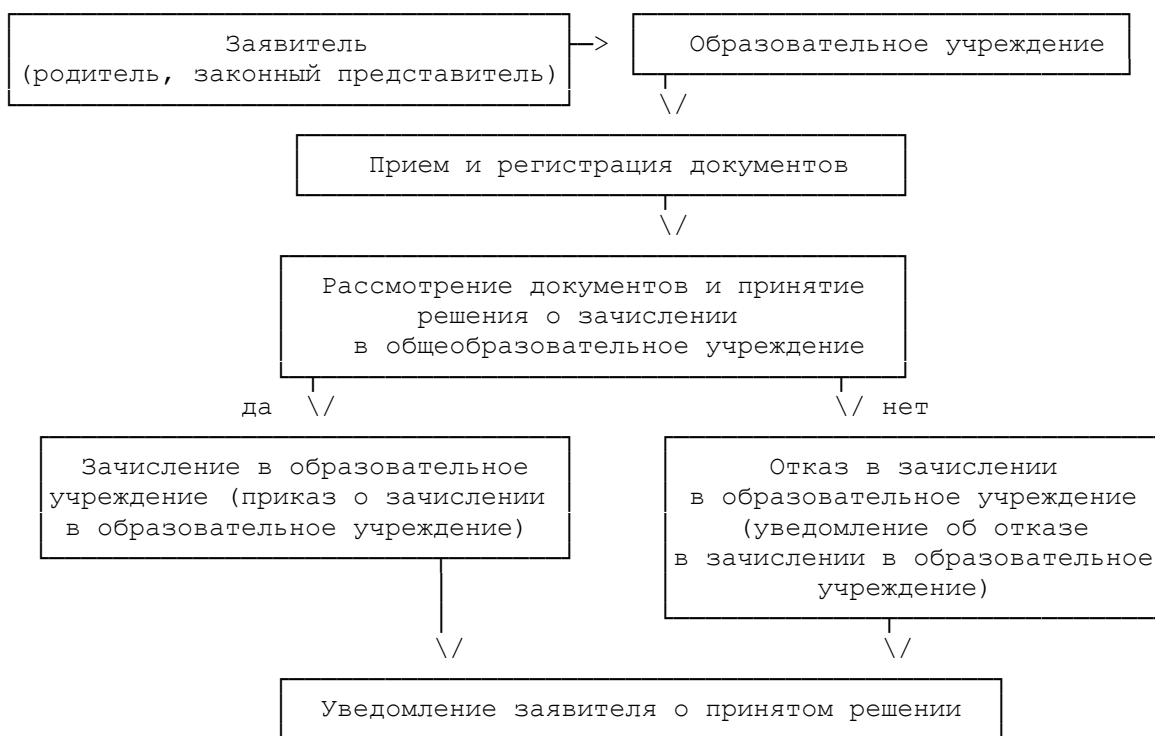 Заявитель
(родитель, законный представитель)
Образовательное учреждение
Прием и регистрация документов
Рассмотрение документов и принятие
решения о зачислении
в общеобразовательное учреждение
да
нет
Зачисление в образовательное
учреждение (приказ о зачислении
в образовательное учреждение)
Отказ в зачислении
в образовательное учреждение
(уведомление об отказе
в зачислении в образовательное
учреждение)
Уведомление заявителя о принятом решении